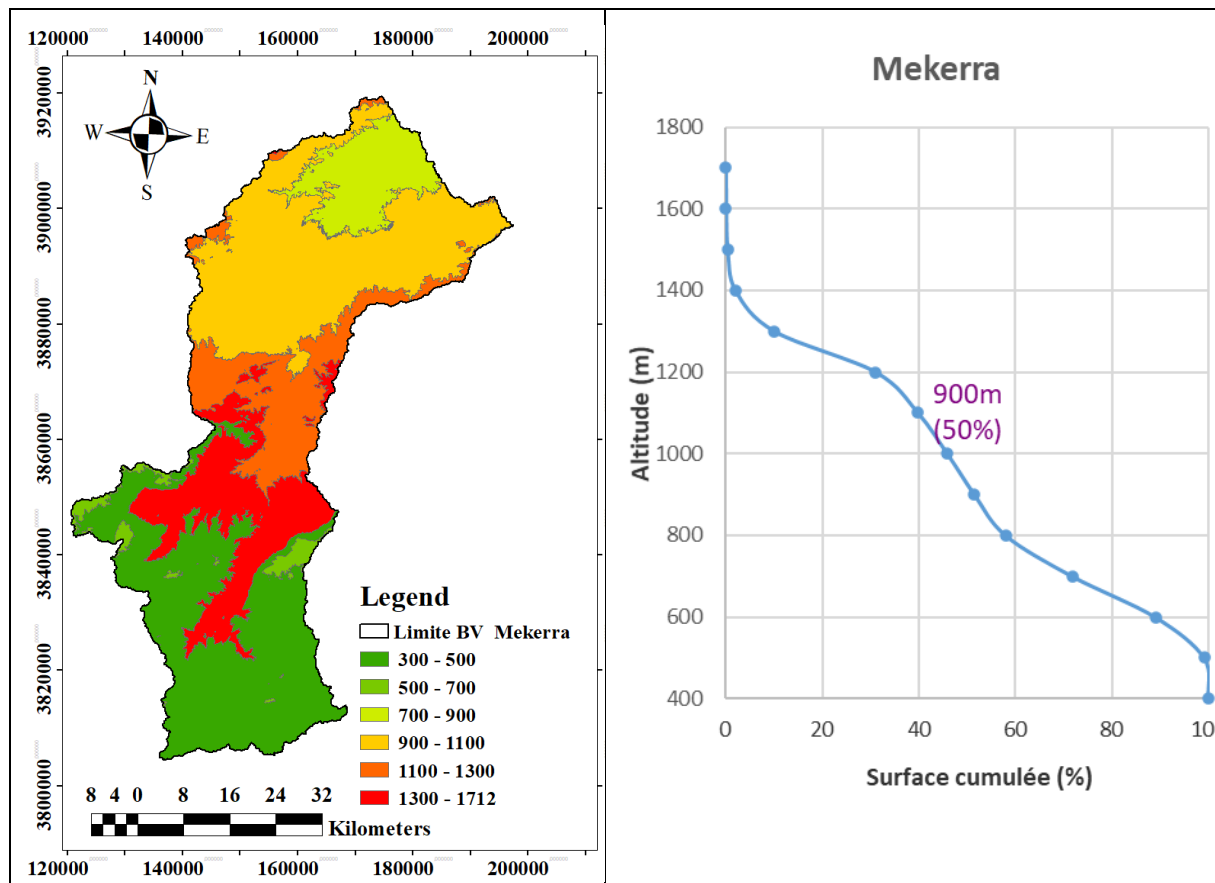 120000 140000 160000 180000 200000
N
W E
S
3920000
3900000
3880000
3860000
3840000
3820000
3800000
Legend
Limite BV Mekerra
300 - 500
500 - 700
700 - 900
900 - 1100
1100 - 1300
1300 - 1712
8 4 0 8 16 24 32
Kilometers
120000 140000 160000 180000 200000
Mekerra
Altitude (m)
1800
1600
1400
1200
1000
800
600
400
900m
(50%)
0 20 40 60 80 100
Surface cumulée (%)